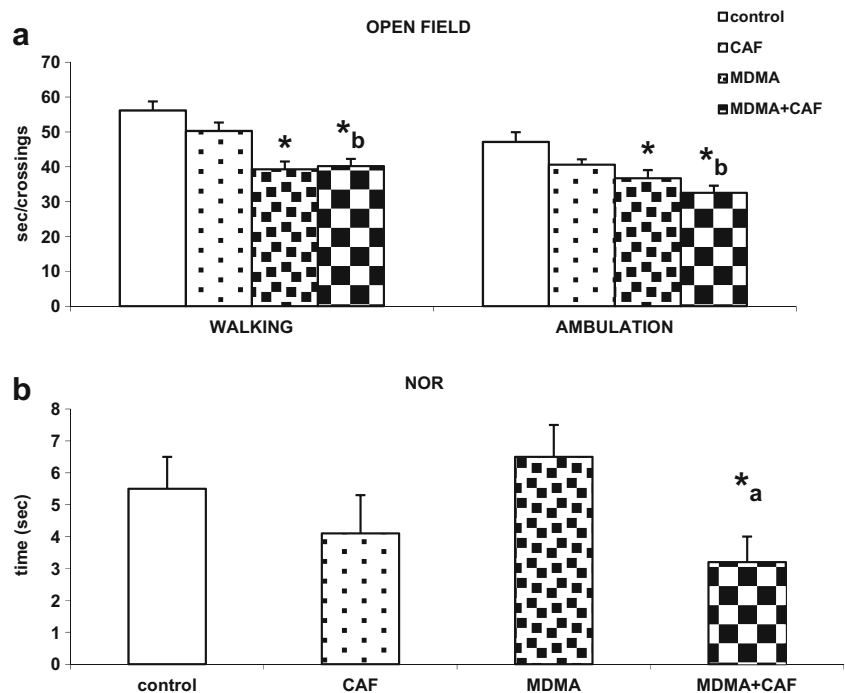 a
OPEN FIELD
control
CAF
MDMA
MDMA+CAF
sec/crossings
70
60
50
40
30
20
10
0
*
*b
*
*b
WALKING
AMBULATION
b
NOR
time (sec)
8
7
6
5
4
3
2
1
0
*a
control
CAF
MDMA
MDMA+CAF